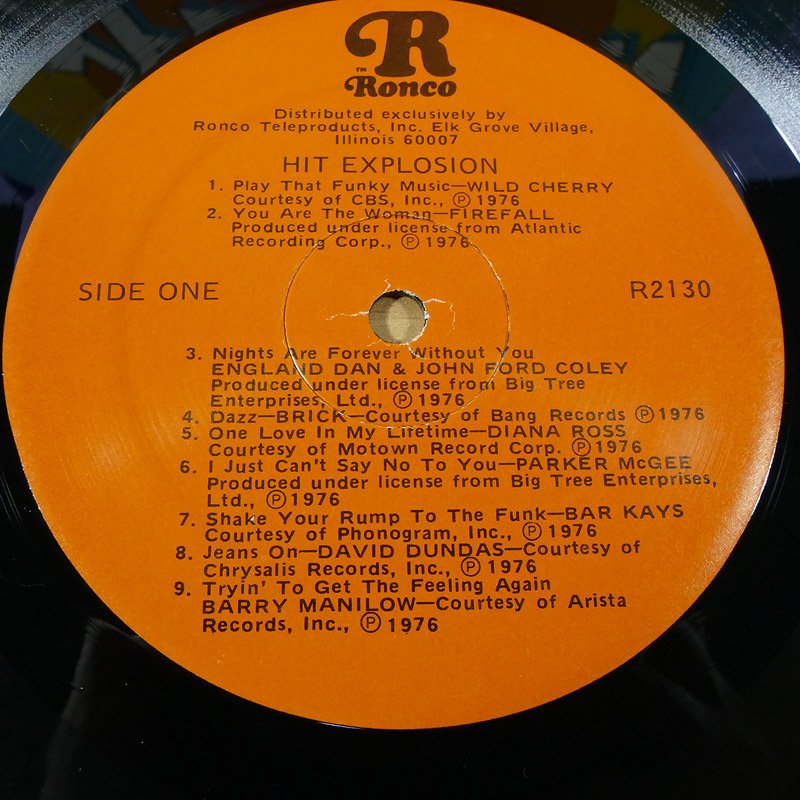 R
™ Ronco
Distributed exclusively by
Ronco Teleproducts, Inc. Elk Grove Village,
Illinois 60007
HIT EXPLOSION
1. Play That Funky Music—WILD CHERRY
Courtesy of CBS, Inc., Ⓟ 1976
2. You Are The Woman—FIREFALL
Produced under license from Atlantic
Recording Corp., Ⓟ 1976
SIDE ONE R2130
3. Nights Are Forever Without You
ENGLAND DAN & JOHN FORD COLEY
Produced under license from Big Tree
Enterprises, Ltd., Ⓟ 1976
4. Dazz—BRICK—Courtesy of Bang Records Ⓟ 1976
5. One Love In My Lifetime—DIANA ROSS
Courtesy of Motown Record Corp. Ⓟ 1976
6. I Just Can't Say No To You—PARKER McGEE
Produced under license from Big Tree Enterprises,
Ltd., Ⓟ 1976
7. Shake Your Rump To The Funk—BAR KAYS
Courtesy of Phonogram, Inc., Ⓟ 1976
8. Jeans On—DAVID DUNDAS—Courtesy of
Chrysalis Records, Inc., Ⓟ 1976
9. Tryin' To Get The Feeling Again
BARRY MANILOW—Courtesy of Arista
Records, Inc., Ⓟ 1976